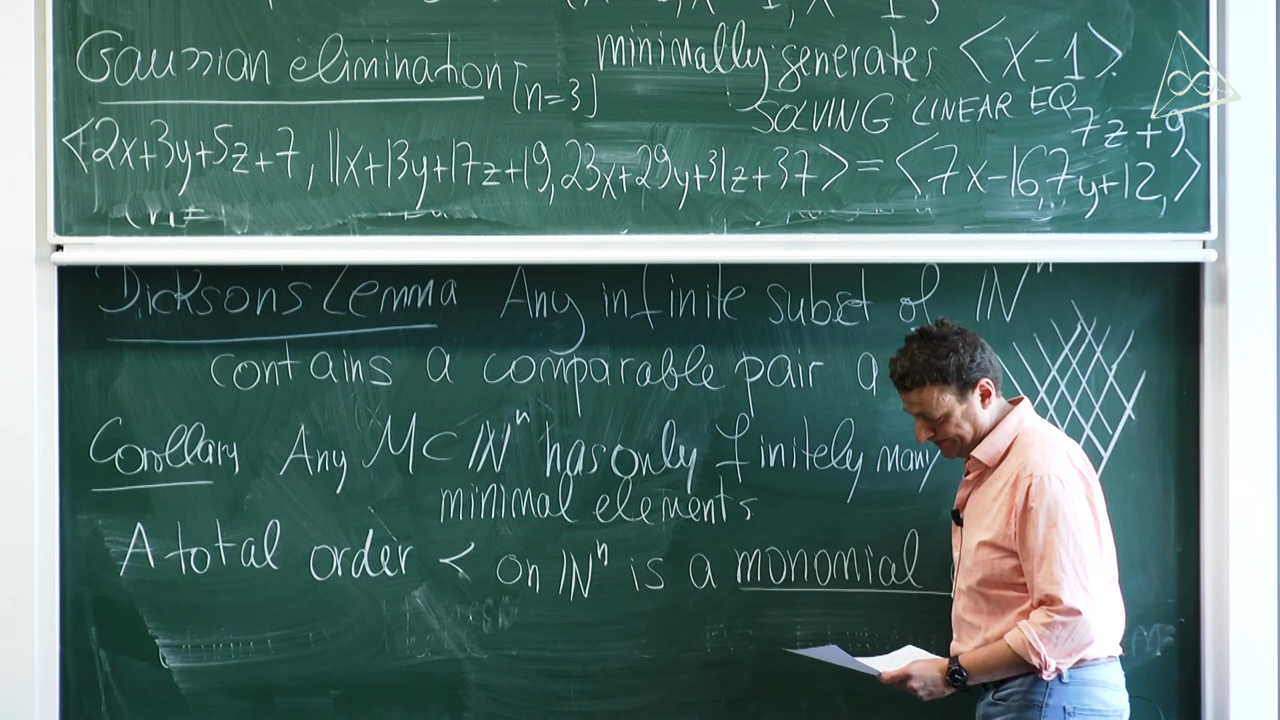 Gaussian elimination [n=3] minimally generates <x-1>.
SOLVING LINEAR EQ
<2x+3y+5z+7, 11x+13y+17z+19, 23x+29y+31z+37> = <7x-16, 7y+12, 7z+9>
Dickson's Lemma Any infinite subset of ℕⁿ
contains a comparable pair a
Corollary Any M⊂ℕⁿ has only finitely many
minimal elements
A total order < on ℕⁿ is a monomial